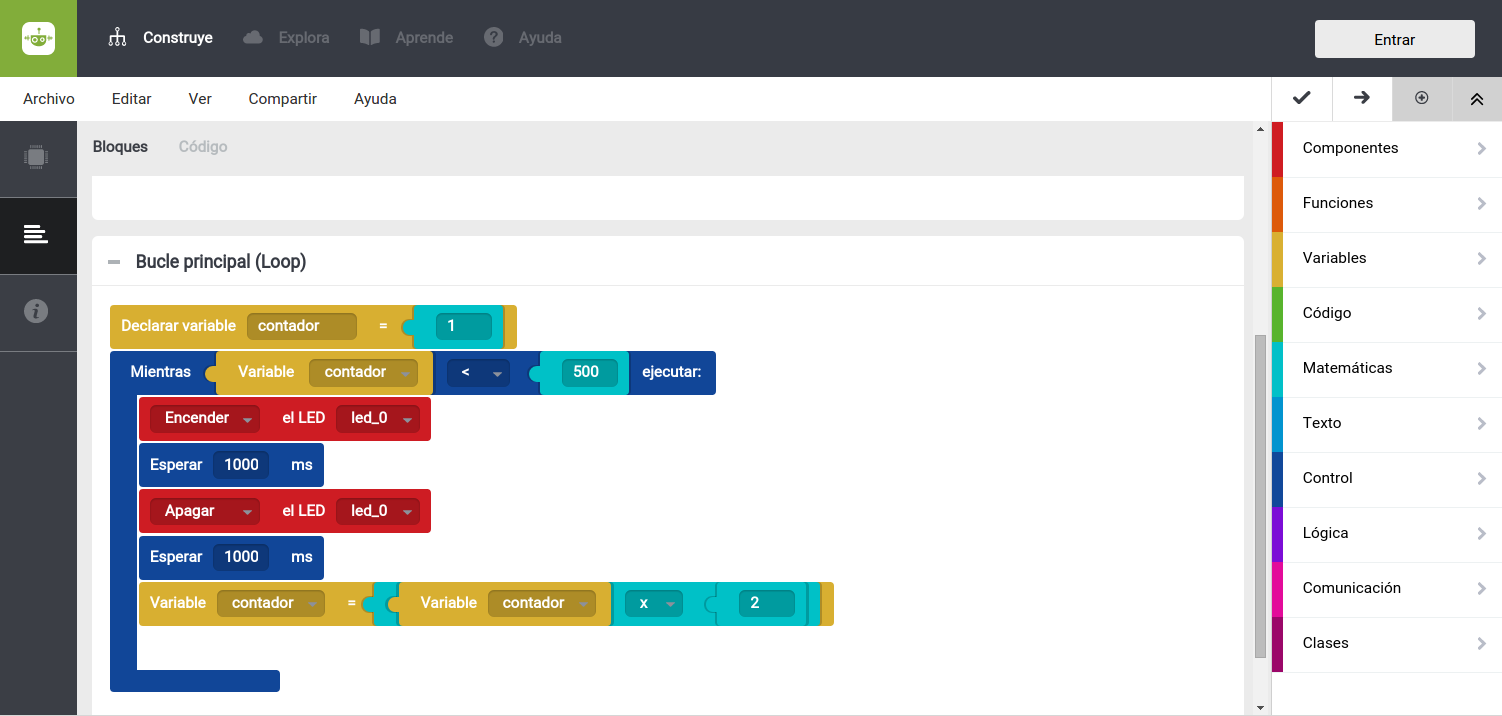 Construye Explora Aprende Ayuda Entrar
Archivo Editar Ver Compartir Ayuda
Bloques Código
Bucle principal (Loop)
Declarar variable contador = 1
Mientras Variable contador < 500 ejecutar:
Encender el LED led_0
Esperar 1000 ms
Apagar el LED led_0
Esperar 1000 ms
Variable contador = Variable contador x 2
Componentes
Funciones
Variables
Código
Matemáticas
Texto
Control
Lógica
Comunicación
Clases